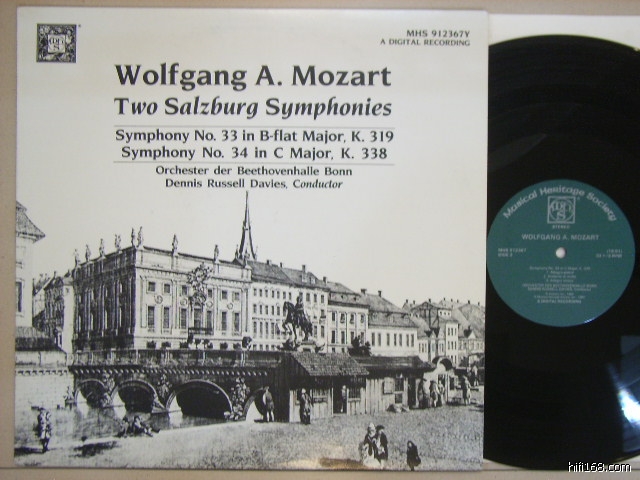 MHS 912367Y
A DIGITAL RECORDING
Wolfgang A. Mozart
Two Salzburg Symphonies
Symphony No. 33 in B-flat Major, K. 319
Symphony No. 34 in C Major, K. 338
Orchester der Beethovenhalle Bonn
Dennis Russell Davies, Conductor
Musical Heritage Society
STEREO
WOLFGANG A. MOZART
hifi168.com